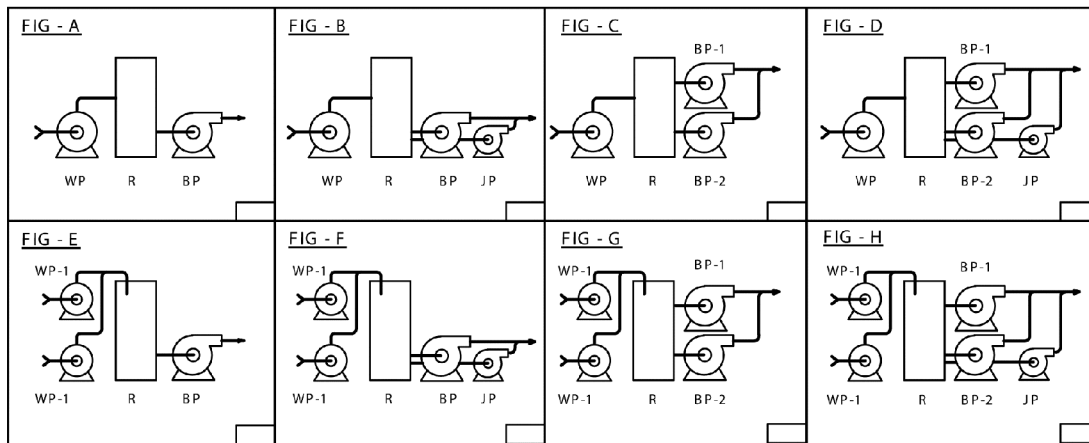 FIG - A
WP R BP
FIG - B
WP R BP JP
FIG - C
BP-1
WP R BP-2
FIG - D
BP-1
WP R BP-2 JP
FIG - E
WP-1
WP-1 R BP
FIG - F
WP-1
WP-1 R BP JP
FIG - G
WP-1 BP-1
WP-1 R BP-2
FIG - H
WP-1 BP-1
WP-1 R BP-2 JP